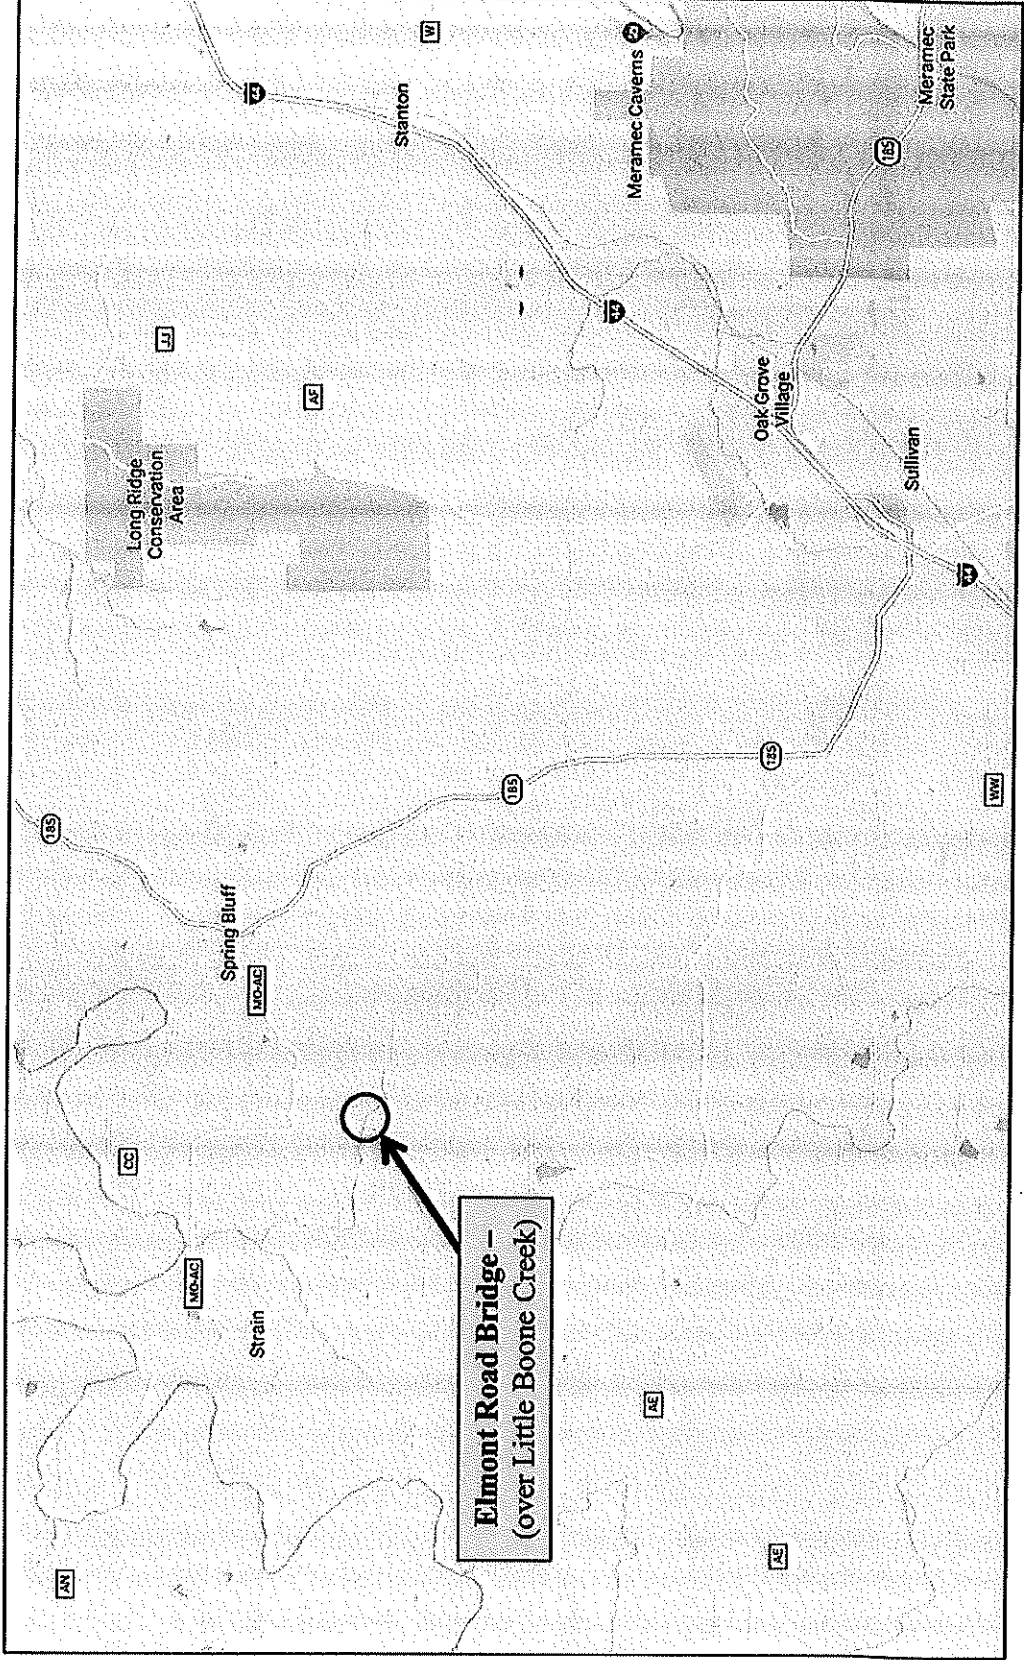 185
AN
CC
Long Ridge
Conservation
Area
JJ
MO-AC
Spring Bluff
44
Strain
MO-AC
AF
Stanton
W
Elmont Road Bridge –
(over Little Boone Creek)
185
44
Meramec Caverns
AE
Oak Grove
Village
185
AE
185
Sullivan
Meramec
State Park
44
WW